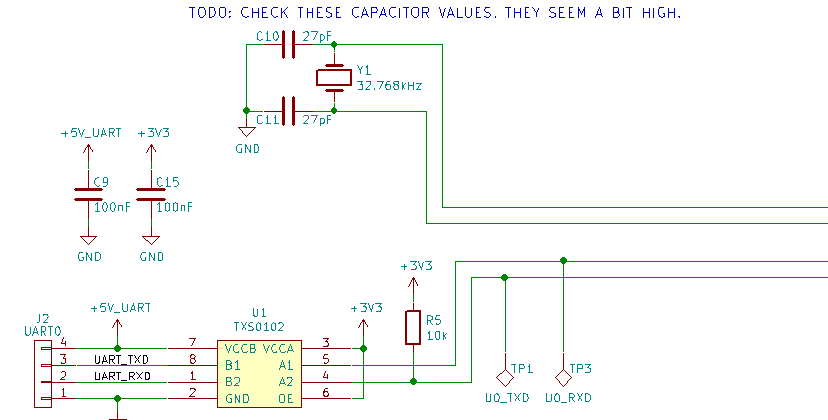 TODO: CHECK THESE CAPACITOR VALUES. THEY SEEM A BIT HIGH.
C10 27pF
Y1
32.768kHz
C11 27pF
GND
+5V_UART +3V3
C9 C15
100nF 100nF
GND GND
+3V3
+5V_UART U1 +3V3
J2 TXS0102 R5
UART0 10k
4 7 VCCB VCCA 3
3 UART_TXD 8 B1 A1 5 TP1 TP3
2 UART_RXD 1 B2 A2 4
1 2 GND OE 6 U0_TXD U0_RXD